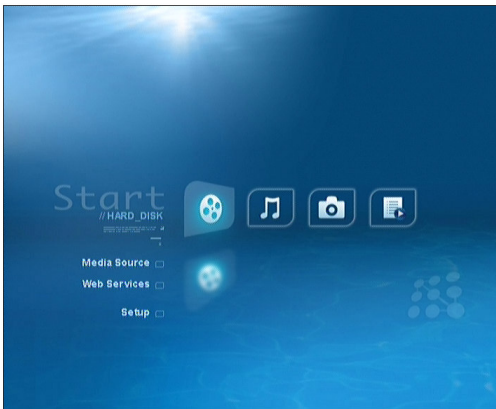 Start
//HARD_DISK
Media Source
Web Services
Setup